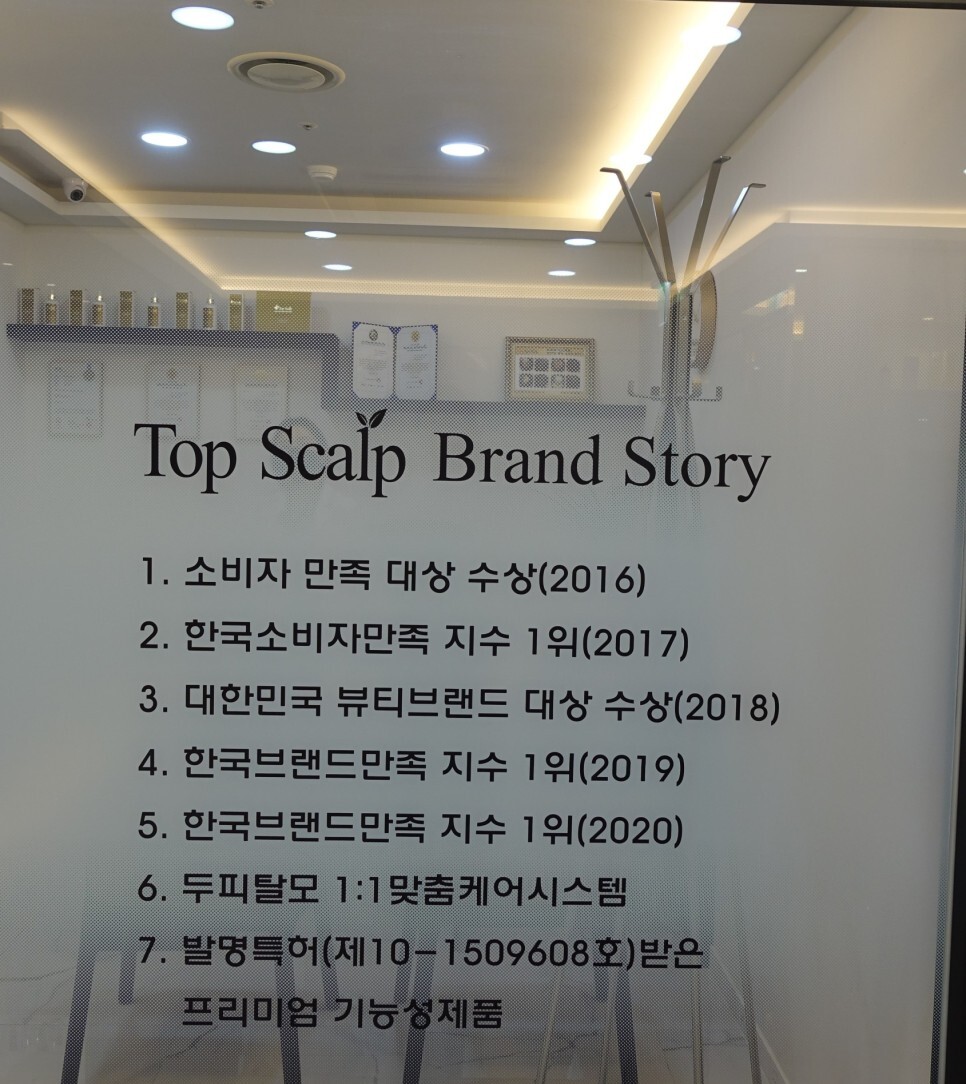 Top Scalp Brand Story
1. 소비자 만족 대상 수상(2016)
2. 한국소비자만족 지수 1위(2017)
3. 대한민국 뷰티브랜드 대상 수상(2018)
4. 한국브랜드만족 지수 1위(2019)
5. 한국브랜드만족 지수 1위(2020)
6. 두피탈모 1:1맞춤케어시스템
7. 발명특허(제10-1509608호)받은
프리미엄 기능성제품